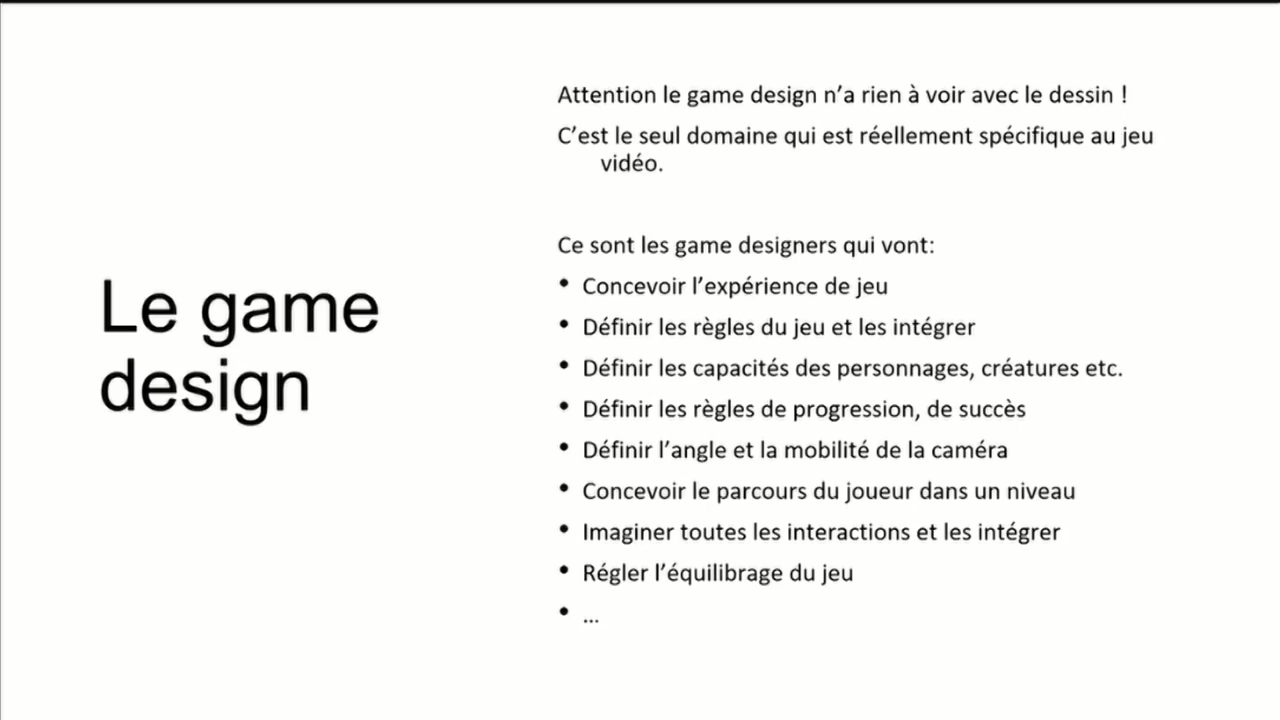 Le game
design
Attention le game design n’a rien à voir avec le dessin !
C’est le seul domaine qui est réellement spécifique au jeu
vidéo.
Ce sont les game designers qui vont:
• Concevoir l’expérience de jeu
• Définir les règles du jeu et les intégrer
• Définir les capacités des personnages, créatures etc.
• Définir les règles de progression, de succès
• Définir l’angle et la mobilité de la caméra
• Concevoir le parcours du joueur dans un niveau
• Imaginer toutes les interactions et les intégrer
• Régler l’équilibrage du jeu
• ...